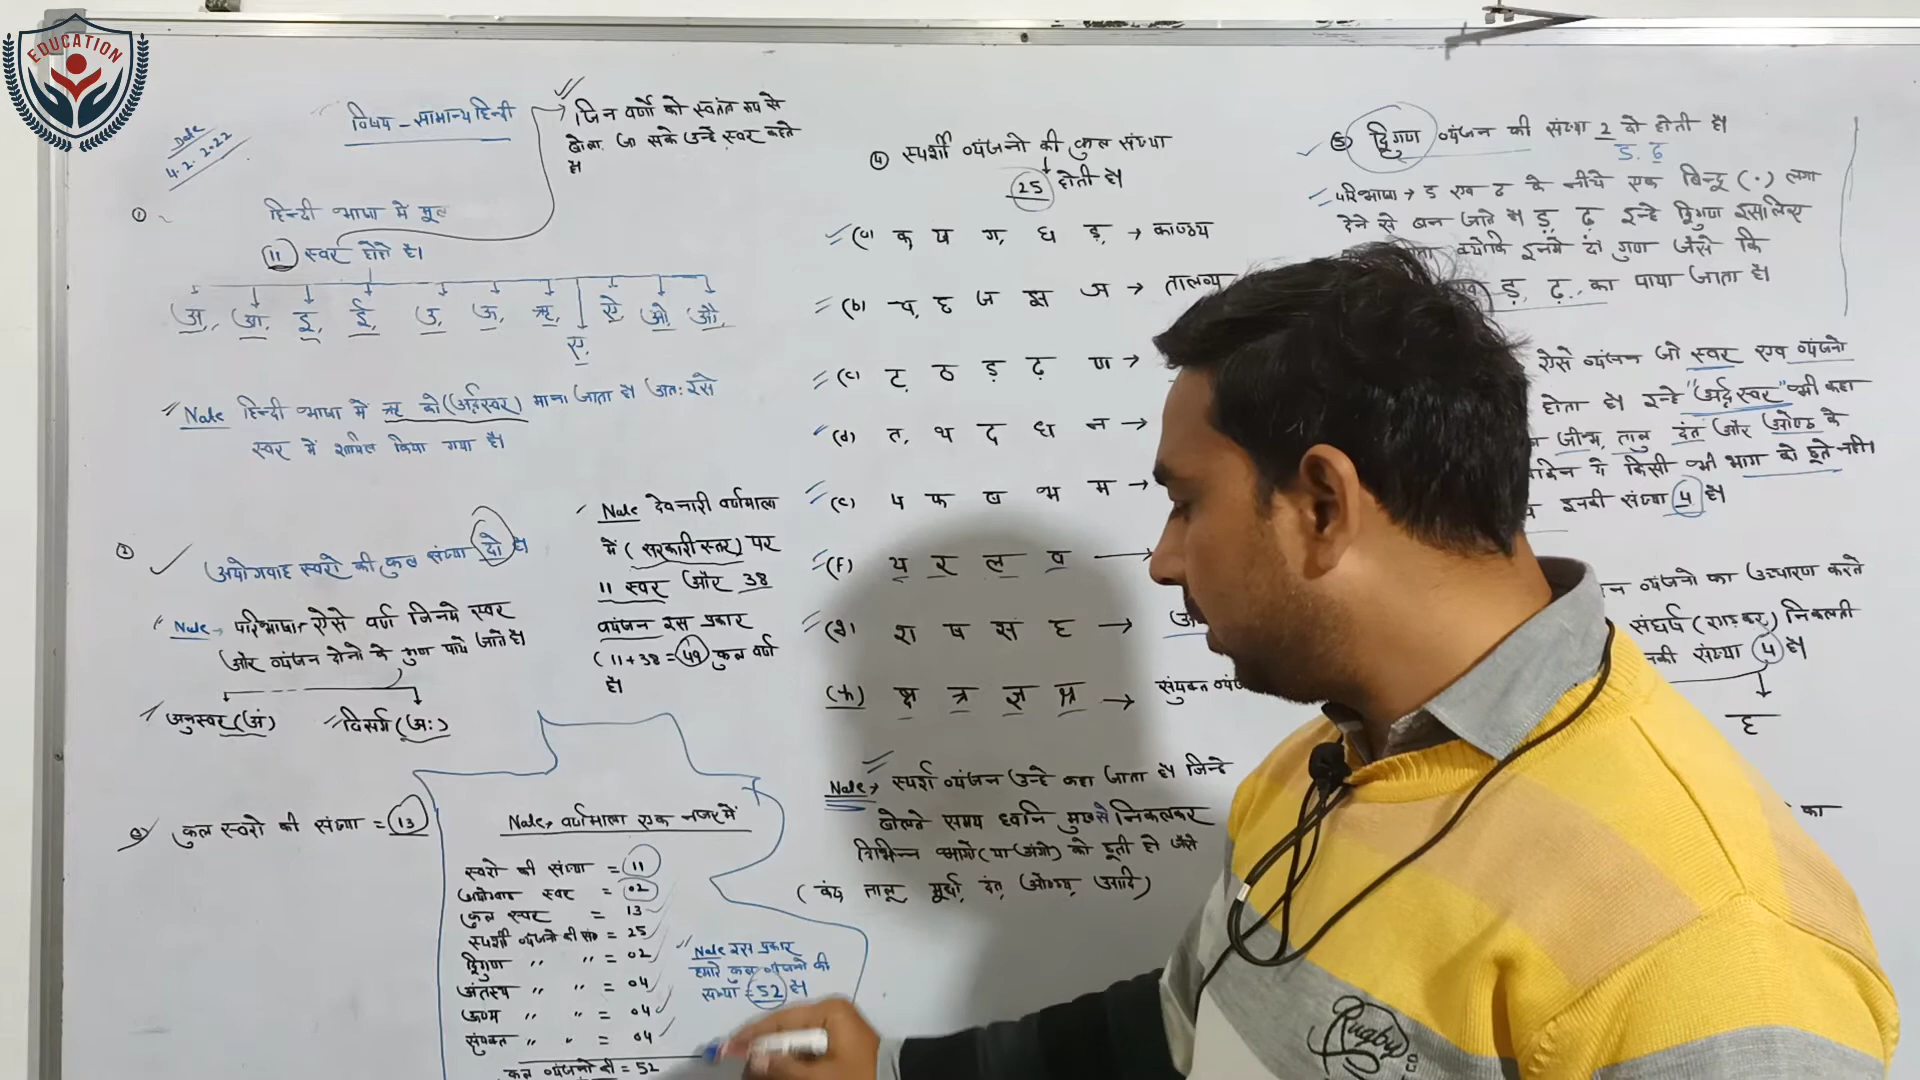 EDUCATION
Date
4.2.2022
विषय - सामान्य हिन्दी
जिन वर्णो को स्वतंत्र रूप से
बोला जा सके उन्हे स्वर कहते
है
①
हिन्दी भाषा में मूल
11 स्वर होते है।
अ, आ, इ, ई, उ, ऊ, ऋ, ऐ, ओ, औ,
ए,
Note हिन्दी भाषा में ऋ को (अर्द्धस्वर) माना जाता है अतः इसे
स्वर में शामिल किया गया है।
②
अयोगवाह स्वरो की कुल संख्या दो है
Note → परिभाषा → ऐसे वर्ण जिनमे स्वर
और व्यंजन दोनो के गुण पाये जाते है।
अनुस्वर (अं) विसर्ग (अः)
③ कुल स्वरो की संख्या = 13
Note देवनारी वर्णमाला
में (सरकारी स्तर) पर
11 स्वर और 38
व्यंजन इस प्रकार
(11+38 = 49 कुल वर्ण
है।
Note → वर्णमाला एक नजर में
स्वरो की संख्या = 11
अयोगवाह स्वर = 02
कुल स्वर = 13
स्पर्शी व्यंजनो की सं० = 25
द्विगुण " " = 02
अंतस्थ " " = 04
ऊष्म " " = 04
संयुक्त " " = 04
कुल व्यंजनो की = 52
Note इस प्रकार
हमारे कुल व्यंजनो की
संख्या = 52 है।
④ स्पर्शी व्यंजनो की कुल संख्या
25 होती है।
(a) क ख ग, घ ड़, → काण्ठ्य
(b) च, छ ज झ ञ → तालव्य
(c) ट, ठ ड़ ढ़ ण →
(d) त, थ द ध न →
(e) प फ ब भ म →
(f) य र ल व →
(g) श ष स ह →
(h) क्ष त्र ज्ञ श्र → संयुक्त
Note → स्पर्श व्यंजन उन्हे कहा जाता है। जिन्हे
बोलते समय ध्वनि मुख से निकलकर
विभिन्न भागो (या अंगो) को छूती हो जैसे
(कंठ, तालू, मूर्धा, दंत, ओष्ठ्य, आदि)
⑤ द्विगुण व्यंजन की संख्या 2 दो होती है।
ड. ढ़
परिभाषा → ड एवं ढ के नीचे एक बिन्दू (.) लगा
देने से बन जाते है ड़, ढ़ इन्हे द्विगुण इसलिए
क्योंकि इनमे दो गुण जैसे कि
ड़, ढ़, का पाया जाता है।
ऐसे व्यंजन जो स्वर एवं व्यंजनो
होता है। इन्हे "अर्द्धस्वर" भी कहा
जीभ, तालु दंत और ओष्ठ के
किसी भी भाग को छूते नही।
इनकी संख्या 4 है।
व्यंजनो का उच्चारण करते
संघर्ष (रगड़कर) निकलती
संख्या 4 है।
ह
का
Rugby